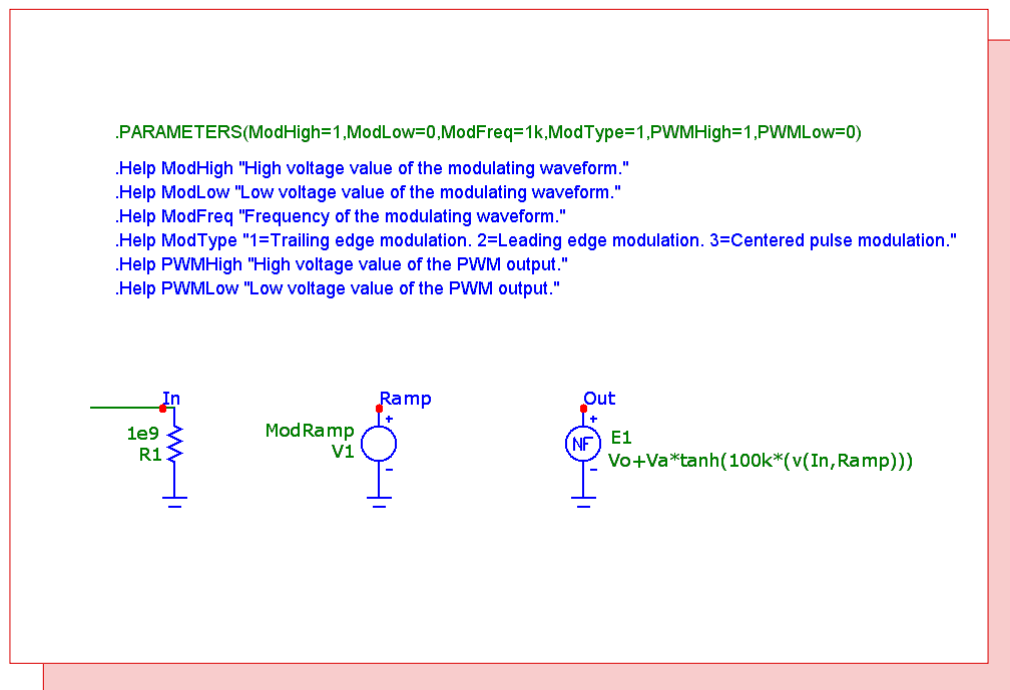 .PARAMETERS(ModHigh=1,ModLow=0,ModFreq=1k,ModType=1,PWMHigh=1,PWMLow=0)
.Help ModHigh "High voltage value of the modulating waveform."
.Help ModLow "Low voltage value of the modulating waveform."
.Help ModFreq "Frequency of the modulating waveform."
.Help ModType "1=Trailing edge modulation. 2=Leading edge modulation. 3=Centered pulse modulation."
.Help PWMHigh "High voltage value of the PWM output."
.Help PWMLow "Low voltage value of the PWM output."
In
1e9
R1
Ramp
ModRamp
V1
+
-
Out
+
NF
-
E1
Vo+Va*tanh(100k*(v(In,Ramp)))